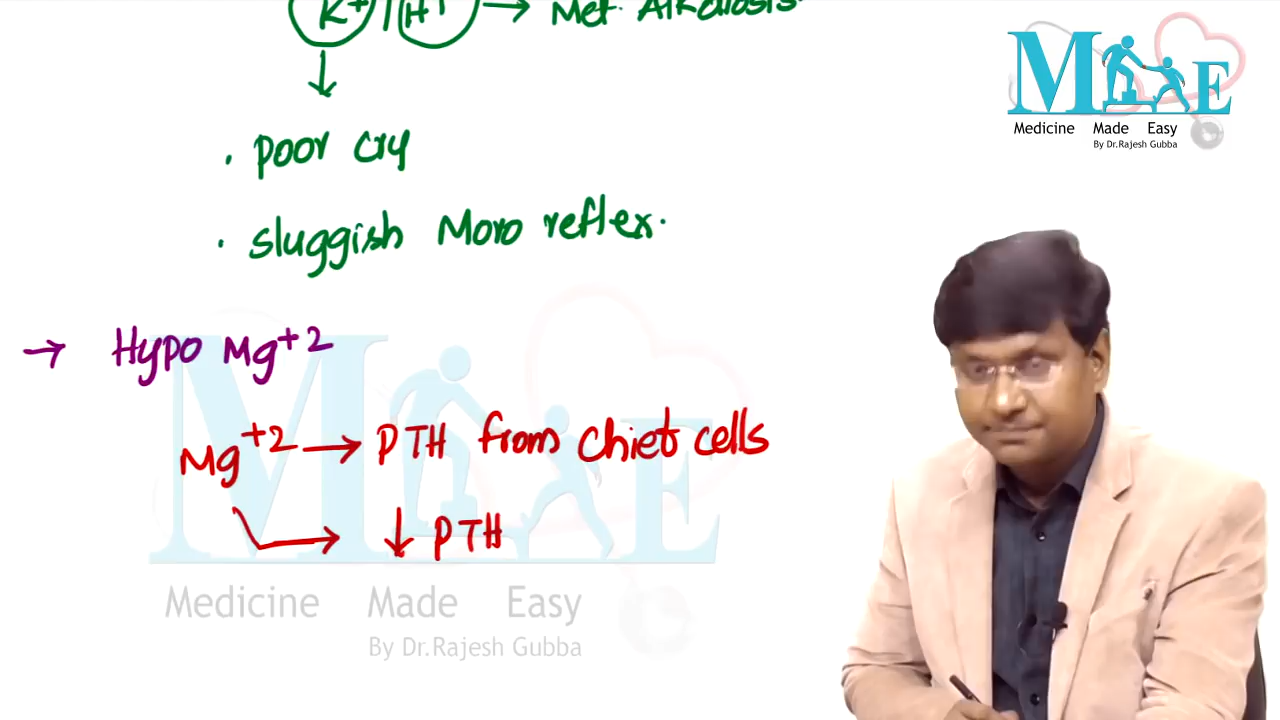 K+ / H+ → Met. Alkalosis.
↓
. Poor cry
. sluggish Moro reflex.
→ Hypo Mg+2
Mg+2 → PTH from chief cells
↓ PTH
M E
Medicine Made Easy
By Dr.Rajesh Gubba
Medicine Made Easy
By Dr.Rajesh Gubba